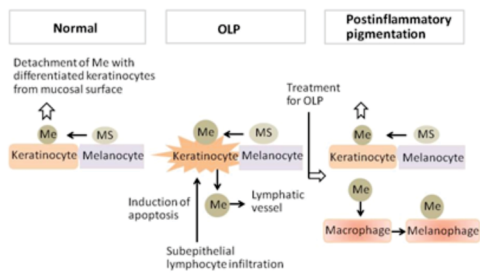 Normal
Detachment of Me with
differentiated keratinocytes
from mucosal surface
Me
MS
Keratinocyte
Melanocyte
OLP
Me
MS
Keratinocyte
Melanocyte
Induction of
apoptosis
Me
Lymphatic
vessel
Subepithelial
lymphocyte infiltration
Treatment
for OLP
Postinflammatory
pigmentation
Me
MS
Keratinocyte
Melanocyte
Me
Me
Macrophage
Melanophage